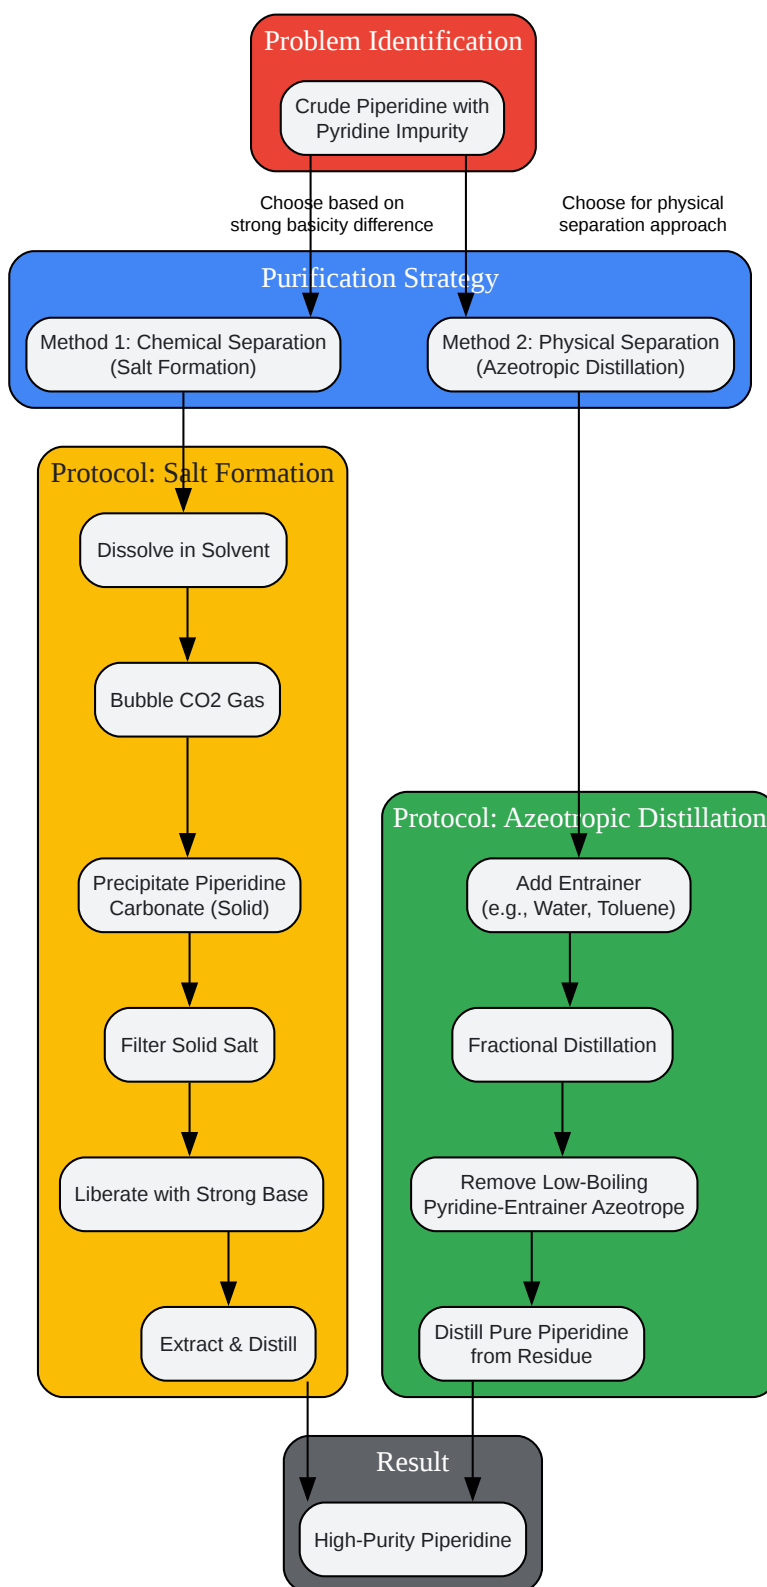 Problem Identification
Crude Piperidine with
Pyridine Impurity
Choose based on
strong basicity difference
Choose for physical
separation approach
Purification Strategy
Method 1: Chemical Separation
(Salt Formation)
Method 2: Physical Separation
(Azeotropic Distillation)
Protocol: Salt Formation
Dissolve in Solvent
Bubble CO2 Gas
Precipitate Piperidine
Carbonate (Solid)
Filter Solid Salt
Liberate with Strong Base
Extract & Distill
Protocol: Azeotropic Distillation
Add Entrainer
(e.g., Water, Toluene)
Fractional Distillation
Remove Low-Boiling
Pyridine-Entrainer Azeotrope
Distill Pure Piperidine
from Residue
Result
High-Purity Piperidine